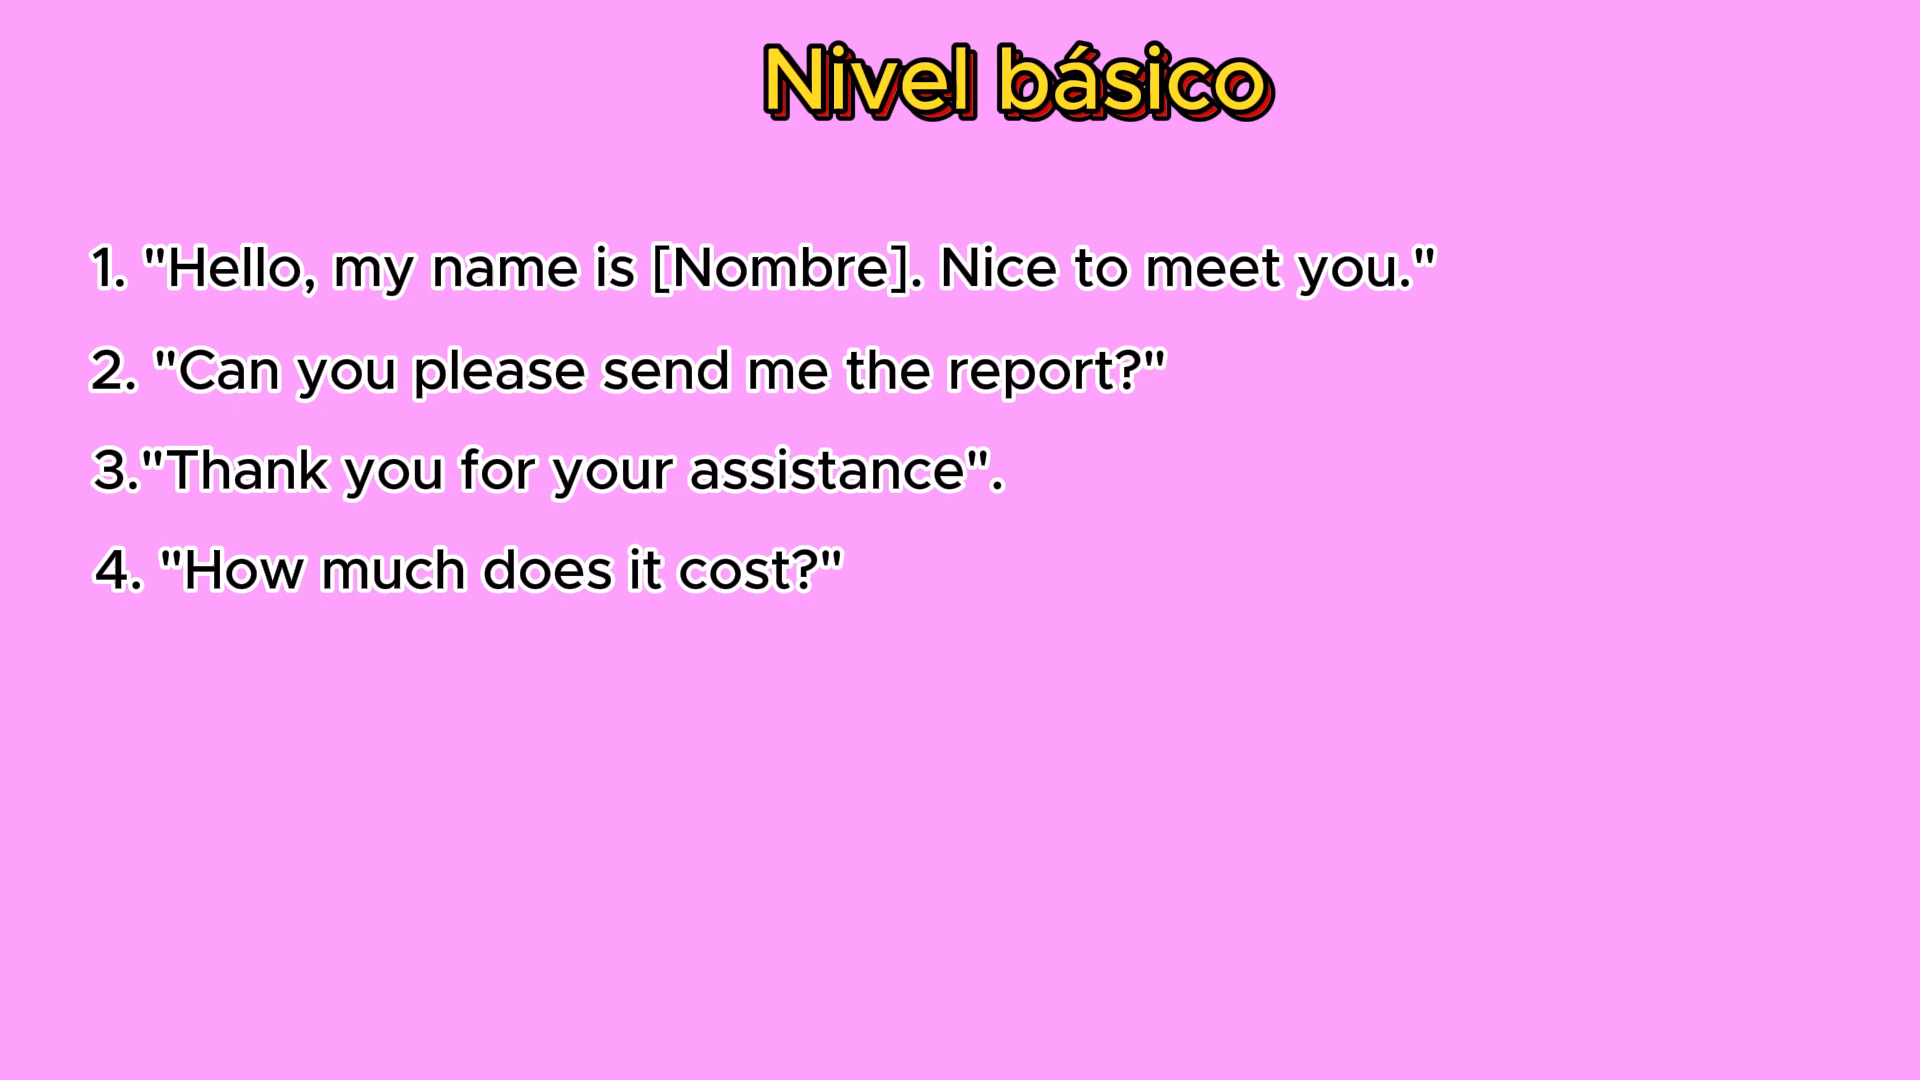 Nivel básico
1. "Hello, my name is [Nombre]. Nice to meet you."
2. "Can you please send me the report?"
3."Thank you for your assistance".
4. "How much does it cost?"